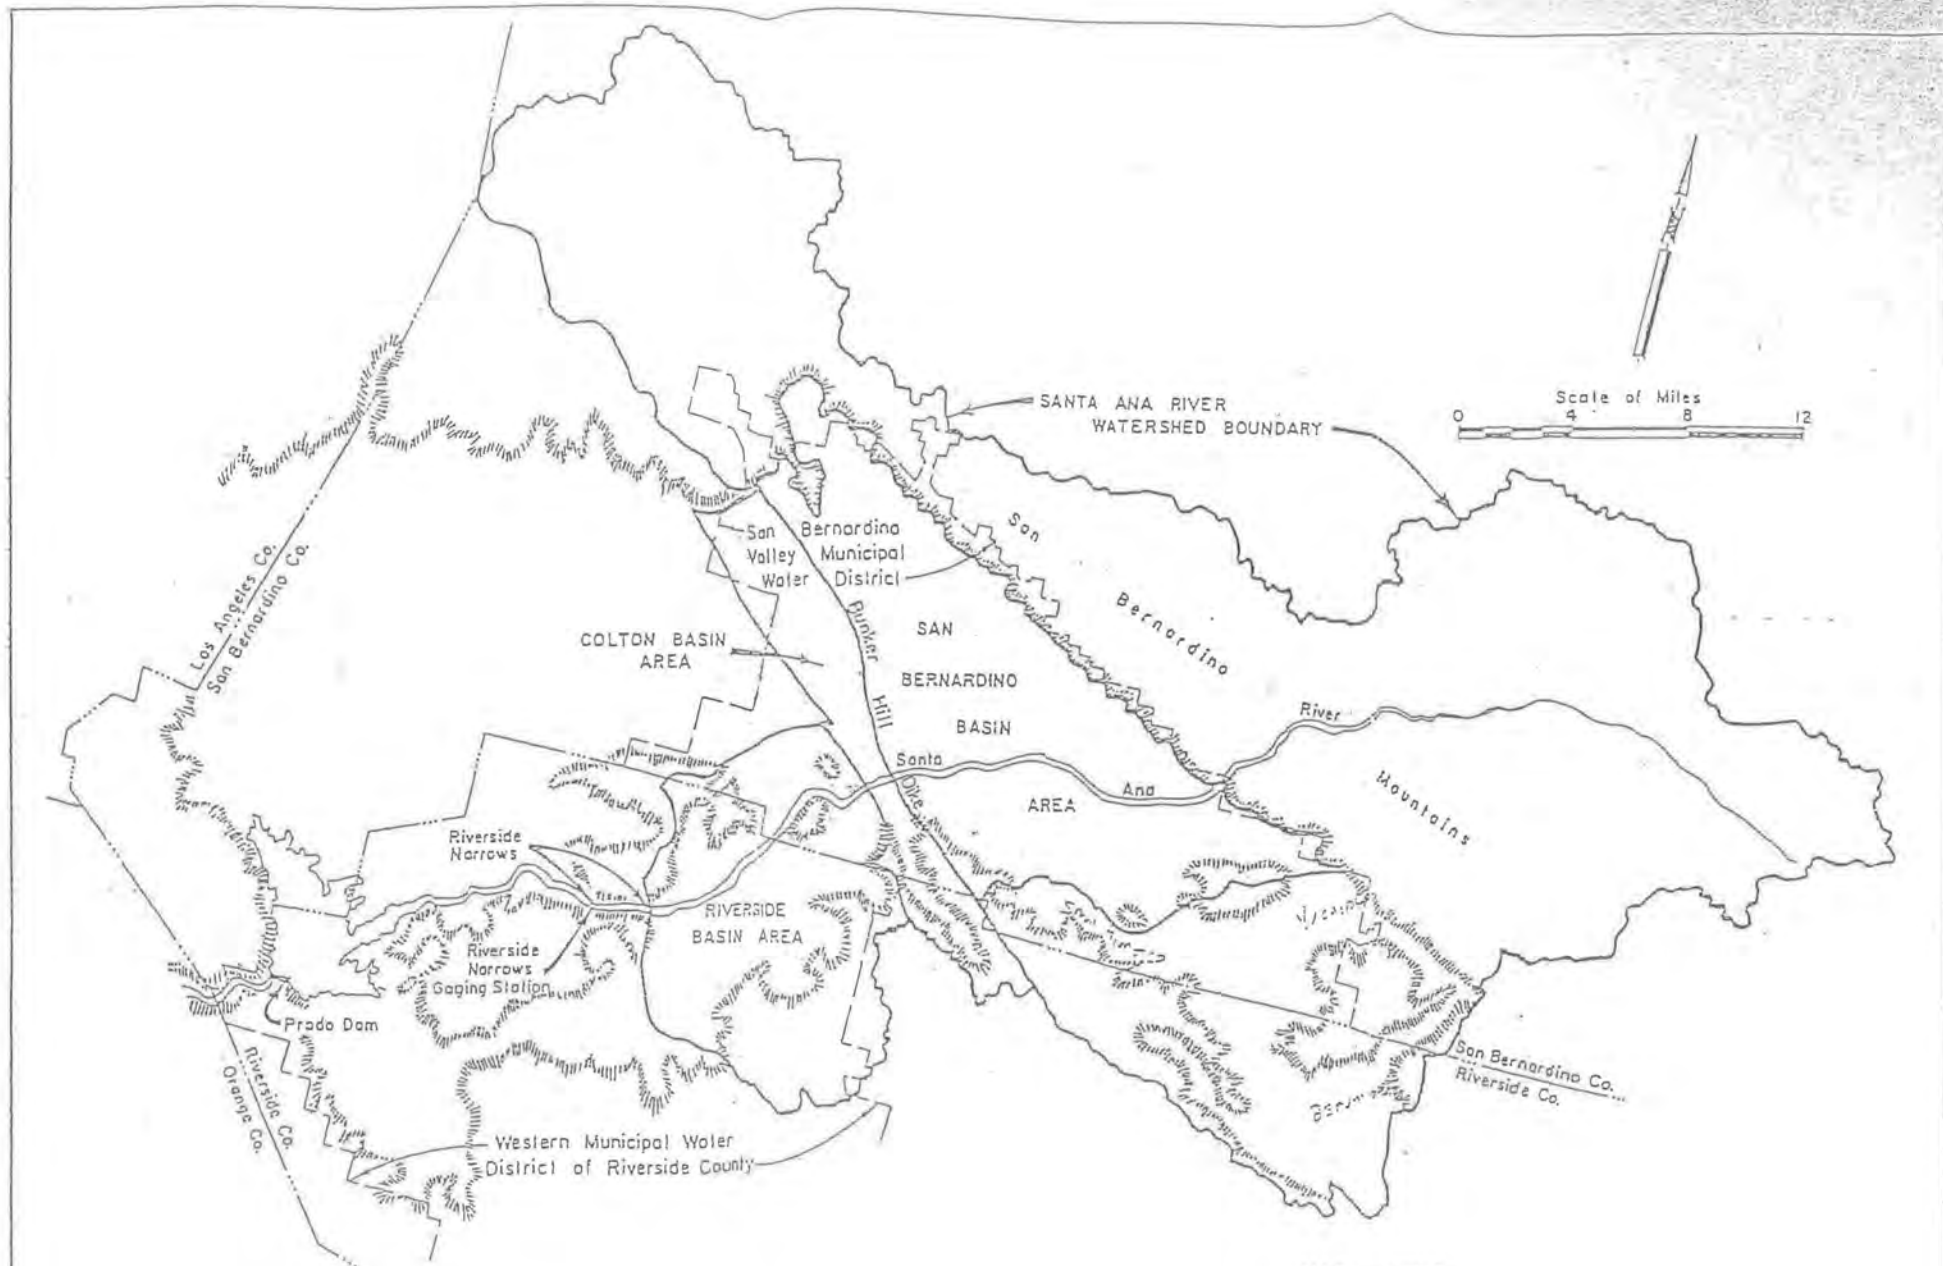 SANTA ANA RIVER
WATERSHED BOUNDARY
Scale of Miles
0 4 8 12
Los Angeles Co.
San Bernardino Co.
San Bernardino
Valley Municipal
Water District
San
Bernardino
Mountains
COLTON BASIN
AREA
Bunker
Hill
Dike
SAN
BERNARDINO
BASIN
AREA
Santa
Ana
River
Riverside
Narrows
RIVERSIDE
BASIN AREA
Riverside
Narrows
Gaging Station
Prado Dam
Riverside Co.
Orange Co.
San Bernardino Co.
Riverside Co.
Western Municipal Water
District of Riverside County